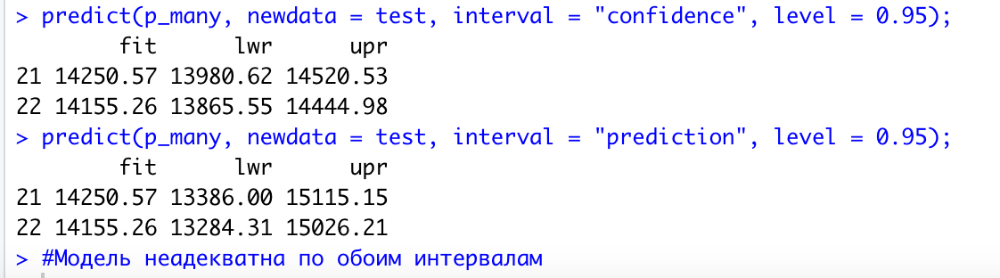 > predict(p_many, newdata = test, interval = "confidence", level = 0.95);
fit lwr upr
21 14250.57 13980.62 14520.53
22 14155.26 13865.55 14444.98
> predict(p_many, newdata = test, interval = "prediction", level = 0.95);
fit lwr upr
21 14250.57 13386.00 15115.15
22 14155.26 13284.31 15026.21
> #Модель неадекватна по обоим интервалам